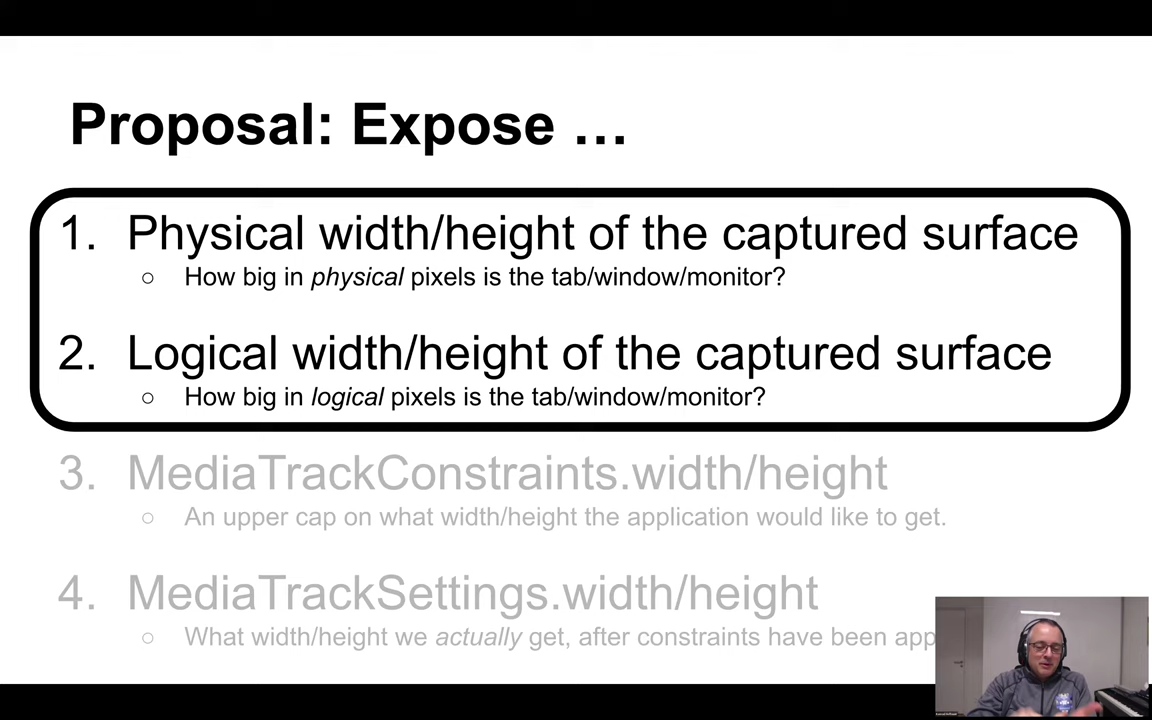 Proposal: Expose …
1. Physical width/height of the captured surface
○ How big in physical pixels is the tab/window/monitor?
2. Logical width/height of the captured surface
○ How big in logical pixels is the tab/window/monitor?
3. MediaTrackConstraints.width/height
○ An upper cap on what width/height the application would like to get.
4. MediaTrackSettings.width/height
○ What width/height we actually get, after constraints have been app